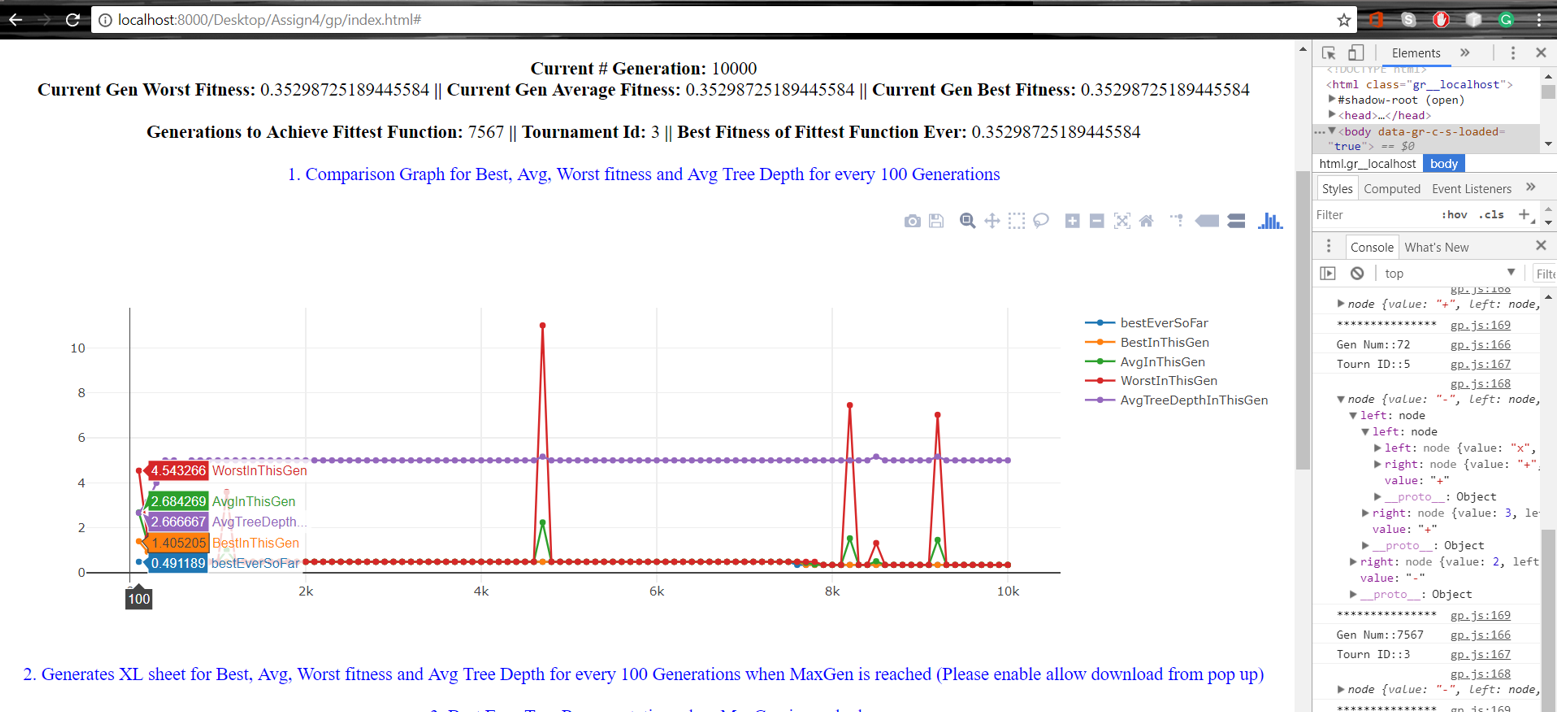 localhost:8000/Desktop/Assign4/gp/index.html#
Current # Generation: 10000
Current Gen Worst Fitness: 0.35298725189445584 || Current Gen Average Fitness: 0.35298725189445584 || Current Gen Best Fitness: 0.35298725189445584
Generations to Achieve Fittest Function: 7567 || Tournament Id: 3 || Best Fitness of Fittest Function Ever: 0.35298725189445584
1. Comparison Graph for Best, Avg, Worst fitness and Avg Tree Depth for every 100 Generations
10
8
6
4
2
0
4.543266 WorstInThisGen
2.684269 AvgInThisGen
2.666667 AvgTreeDepth...
1.405205 BestInThisGen
0.491189 bestEverSoFar
100
2k
4k
6k
8k
10k
bestEverSoFar
BestInThisGen
AvgInThisGen
WorstInThisGen
AvgTreeDepthInThisGen
2. Generates XL sheet for Best, Avg, Worst fitness and Avg Tree Depth for every 100 Generations when MaxGen is reached (Please enable allow download from pop up)
Elements
<!DOCTYPE html>
<html class="gr__localhost">
#shadow-root (open)
<head>…</head>
<body data-gr-c-s-loaded=
"true"> == $0
html.gr__localhost body
Styles Computed Event Listeners
Filter :hov .cls +
Console What's New
top Filte
gp.js:168
node {value: "+", left: node,
*************** gp.js:169
Gen Num::72 gp.js:166
Tourn ID::5 gp.js:167
gp.js:168
node {value: "-", left: node,
left: node
left: node
left: node {value: "x",
right: node {value: "+",
value: "+"
__proto__: Object
right: node {value: 3, le
value: "+"
__proto__: Object
right: node {value: 2, left
value: "-"
__proto__: Object
*************** gp.js:169
Gen Num::7567 gp.js:166
Tourn ID::3 gp.js:167
gp.js:168
node {value: "-", left: node,
*************** gp.js:169